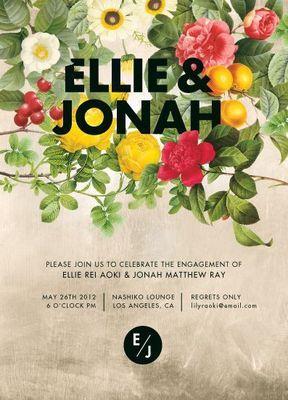 ELLIE &
JONAH
PLEASE JOIN US TO CELEBRATE THE ENGAGEMENT OF
ELLIE REI AOKI & JONAH MATTHEW RAY
MAY 26TH 2012
6 O'CLOCK PM
NASHIKO LOUNGE
LOS ANGELES, CA
REGRETS ONLY
lilyraoki@email.com
E/J